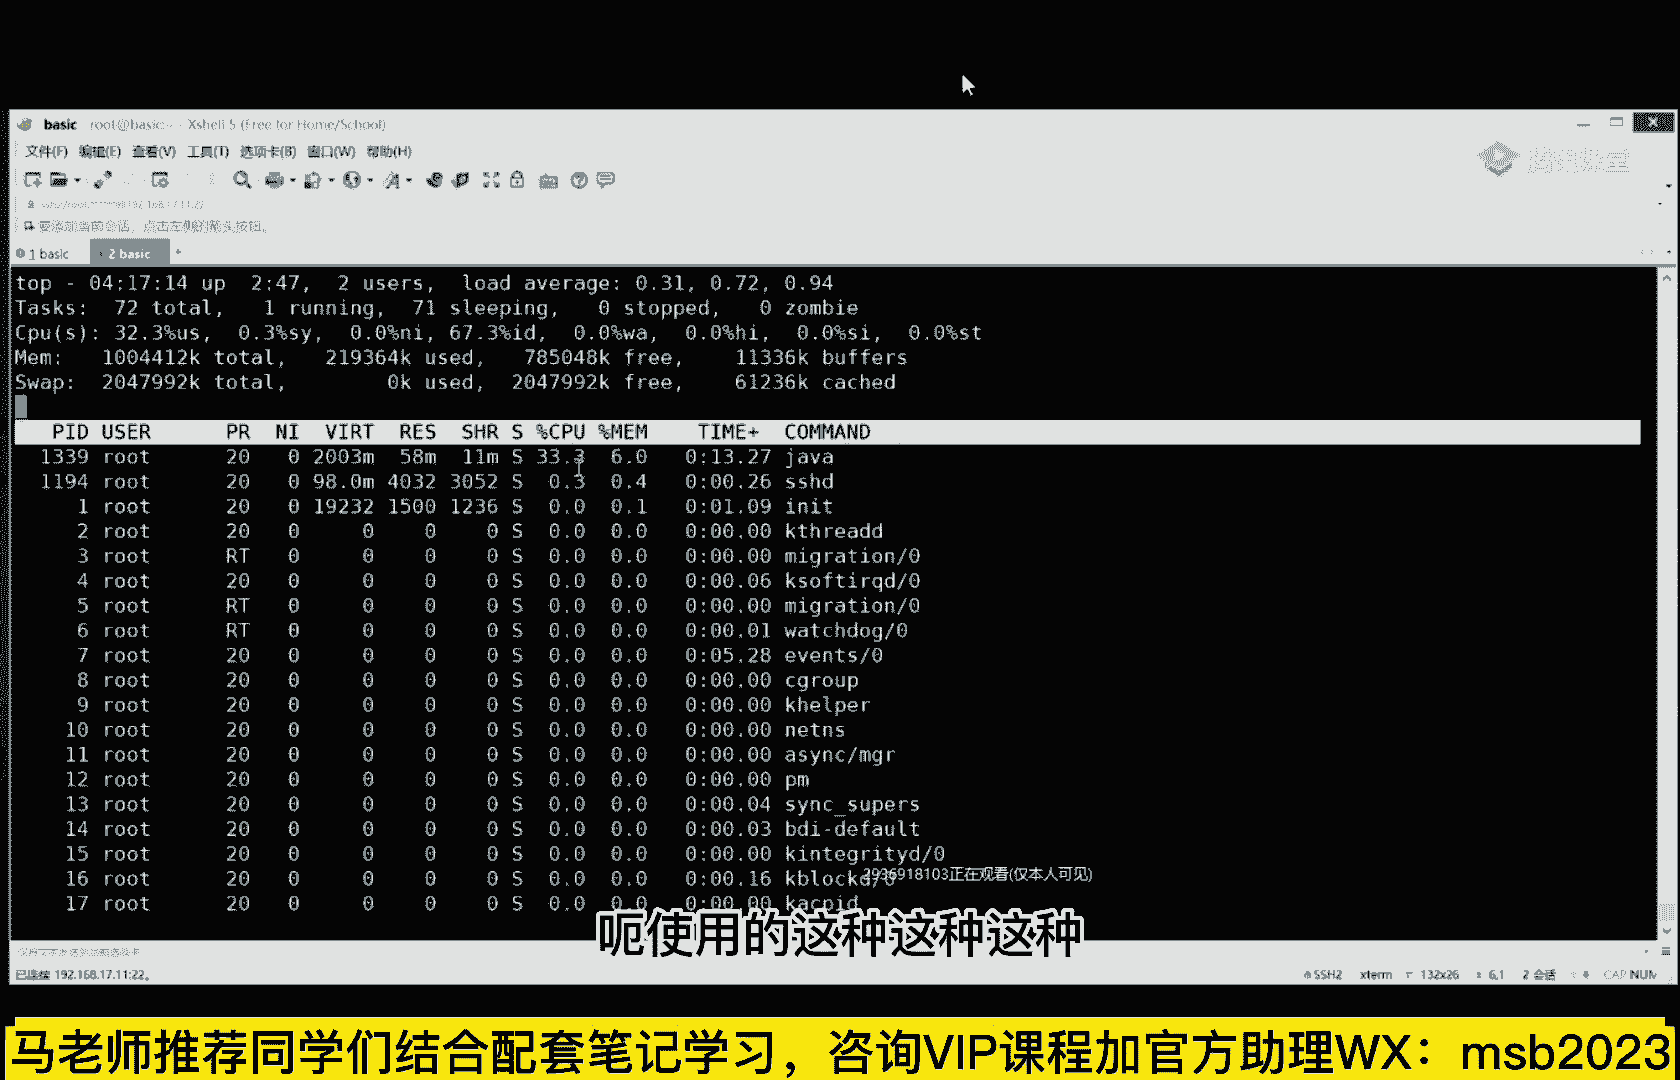 basic root@basic:~ - Xshell 5 (Free for Home/School)
文件(F) 编辑(E) 查看(V) 工具(T) 选项卡(B) 窗口(W) 帮助(H)
要添加当前会话，点击左侧的箭头按钮。
1 basic 2 basic +
top - 04:17:14 up 2:47, 2 users, load average: 0.31, 0.72, 0.94
Tasks: 72 total, 1 running, 71 sleeping, 0 stopped, 0 zombie
Cpu(s): 32.3%us, 0.3%sy, 0.0%ni, 67.3%id, 0.0%wa, 0.0%hi, 0.0%si, 0.0%st
Mem: 1004412k total, 219364k used, 785048k free, 11336k buffers
Swap: 2047992k total, 0k used, 2047992k free, 61236k cached
PID USER PR NI VIRT RES SHR S %CPU %MEM TIME+ COMMAND
1339 root 20 0 2003m 58m 11m S 33.3 6.0 0:13.27 java
1194 root 20 0 98.0m 4032 3052 S 0.3 0.4 0:00.26 sshd
1 root 20 0 19232 1500 1236 S 0.0 0.1 0:01.09 init
2 root 20 0 0 0 0 S 0.0 0.0 0:00.00 kthreadd
3 root RT 0 0 0 0 S 0.0 0.0 0:00.00 migration/0
4 root 20 0 0 0 0 S 0.0 0.0 0:00.06 ksoftirqd/0
5 root RT 0 0 0 0 S 0.0 0.0 0:00.00 migration/0
6 root RT 0 0 0 0 S 0.0 0.0 0:00.01 watchdog/0
7 root 20 0 0 0 0 S 0.0 0.0 0:05.28 events/0
8 root 20 0 0 0 0 S 0.0 0.0 0:00.00 cgroup
9 root 20 0 0 0 0 S 0.0 0.0 0:00.00 khelper
10 root 20 0 0 0 0 S 0.0 0.0 0:00.00 netns
11 root 20 0 0 0 0 S 0.0 0.0 0:00.00 async/mgr
12 root 20 0 0 0 0 S 0.0 0.0 0:00.00 pm
13 root 20 0 0 0 0 S 0.0 0.0 0:00.04 sync_supers
14 root 20 0 0 0 0 S 0.0 0.0 0:00.03 bdi-default
15 root 20 0 0 0 0 S 0.0 0.0 0:00.00 kintegrityd/0
16 root 20 0 0 0 0 S 0.0 0.0 0:00.16 kblockd/0
2936918103正在观看(仅本人可见)
17 root 20 0 0 0 0 S 0.0 0.0 0:00.00 kacpid
呃使用的这种这种这种
已连接 192.168.17.11:22。 SSH2 xterm 132x26 6,1 2 会话 CAP NUM
马老师推荐同学们结合配套笔记学习，咨询VIP课程加官方助理WX：msb2023